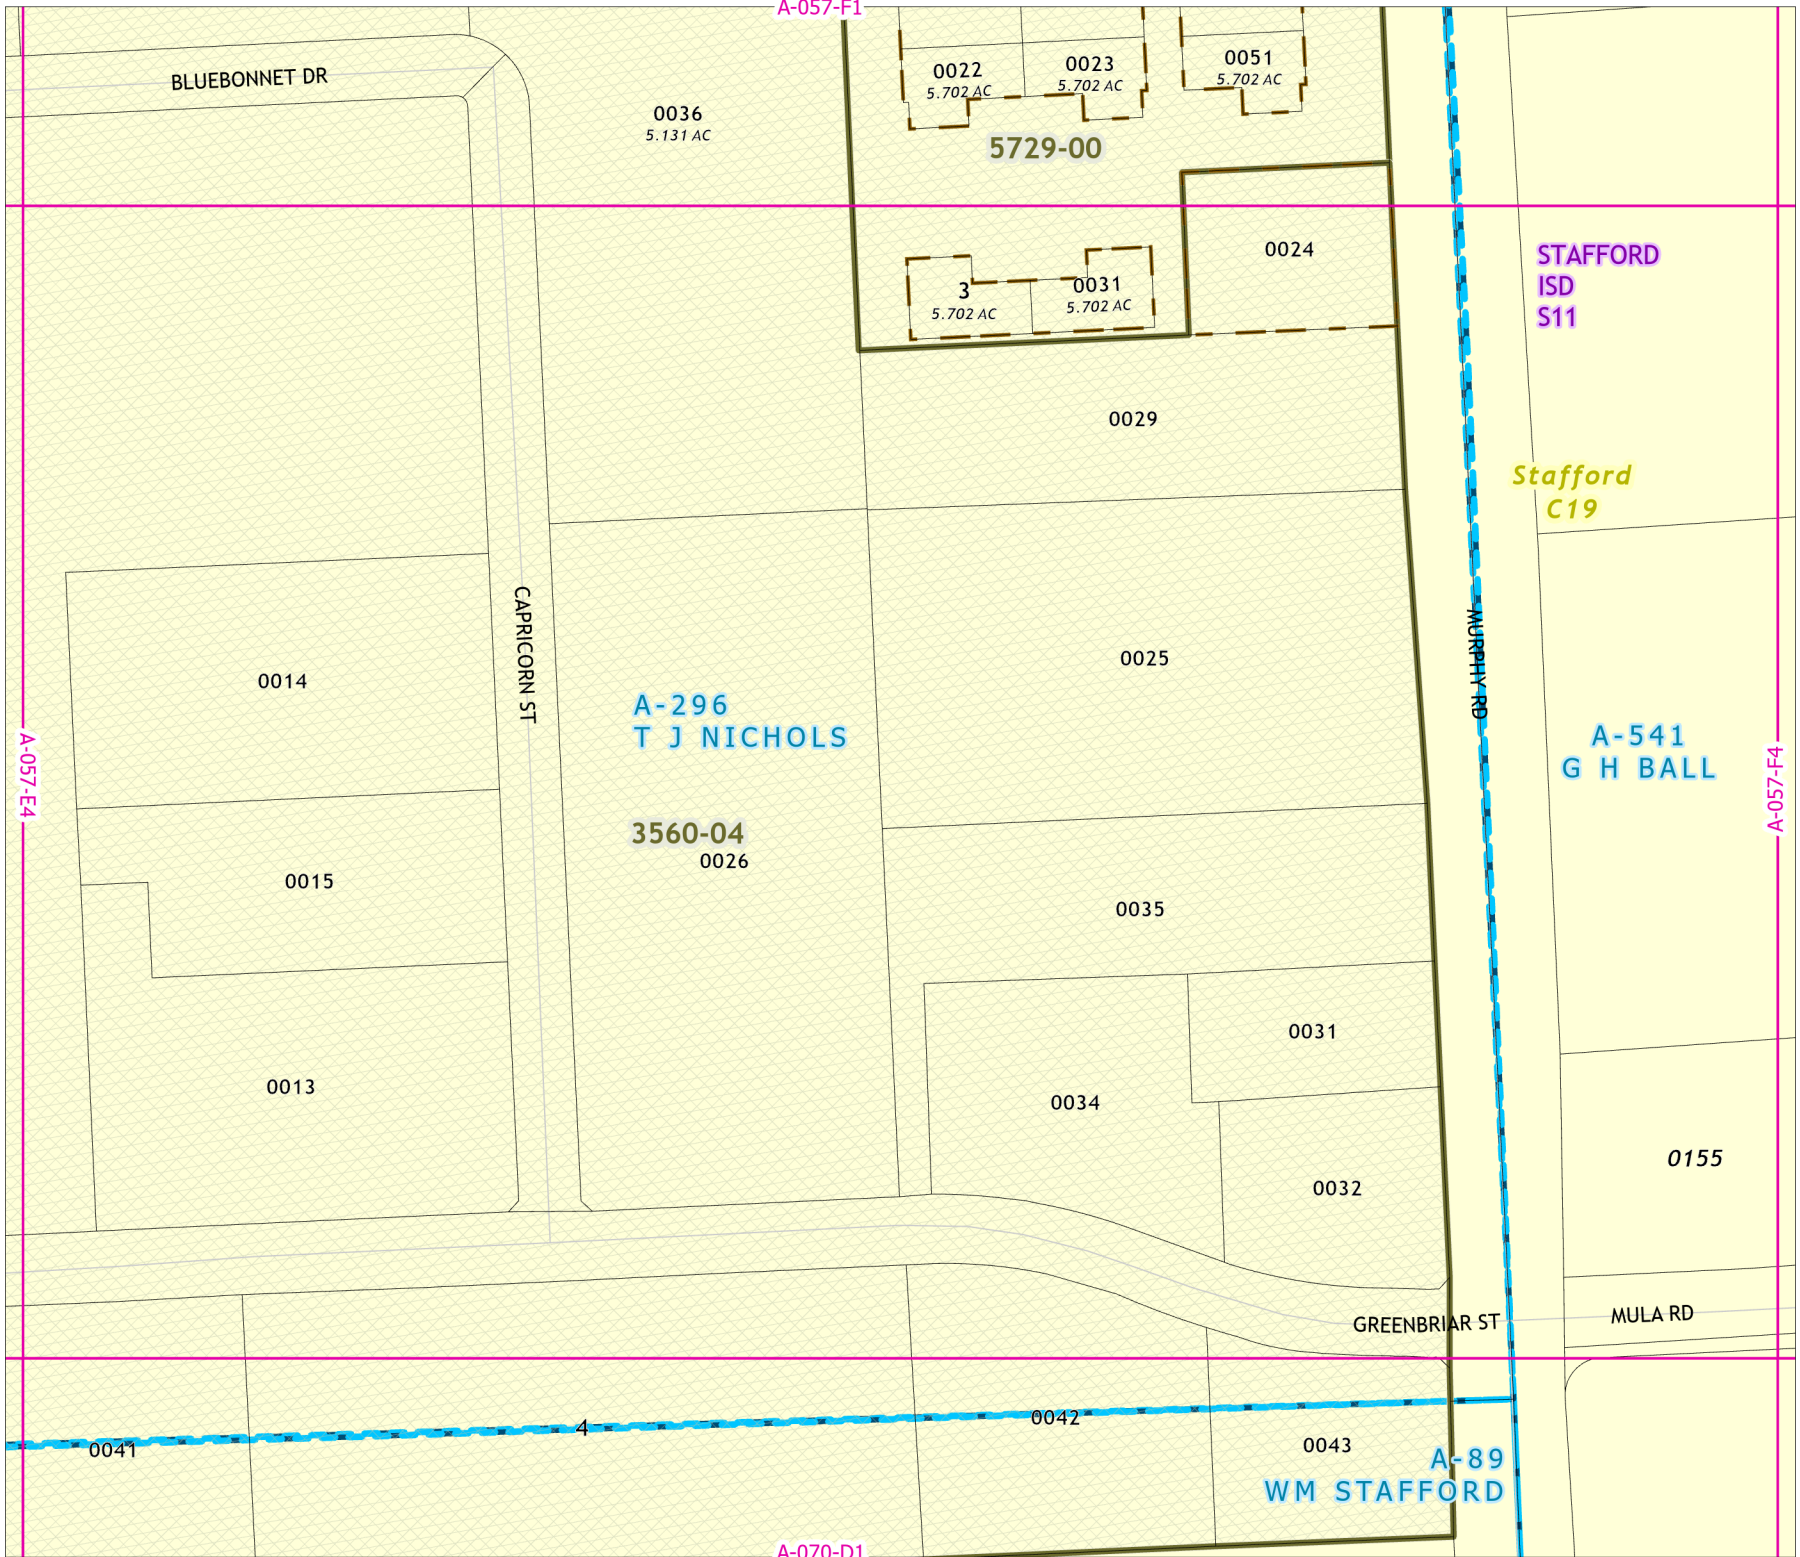 A-057-F1
BLUEBONNET DR
0036
5.131 AC
0022
5.702 AC
0023
5.702 AC
0051
5.702 AC
5729-00
0024
3
5.702 AC
0031
5.702 AC
STAFFORD
ISD
S11
0029
Stafford
C19
CAPRICORN ST
MURPHY RD
0014
0025
A-296
T J NICHOLS
A-541
G H BALL
A-057-E4
A-057-F4
3560-04
0026
0015
0035
0031
0013
0034
0032
0155
GREENBRIAR ST
MULA RD
0041
4
0042
0043
A-89
WM STAFFORD
A-070-D1